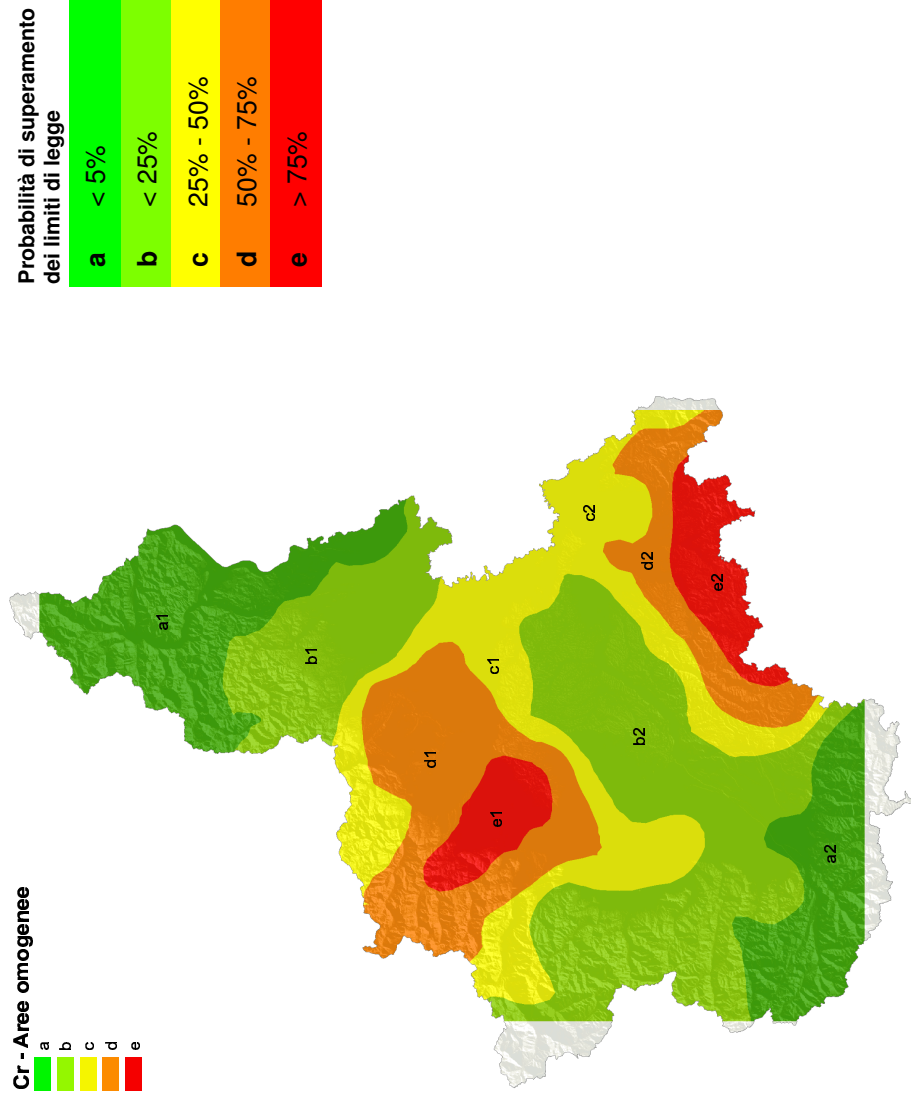 Cr - Aree omogenee
a
b
c
d
e
Probabilità di superamento
dei limiti di legge
a < 5%
b < 25%
c 25% - 50%
d 50% - 75%
e > 75%
a1
b1
c1
d1
e1
c2
d2
e2
b2
a2